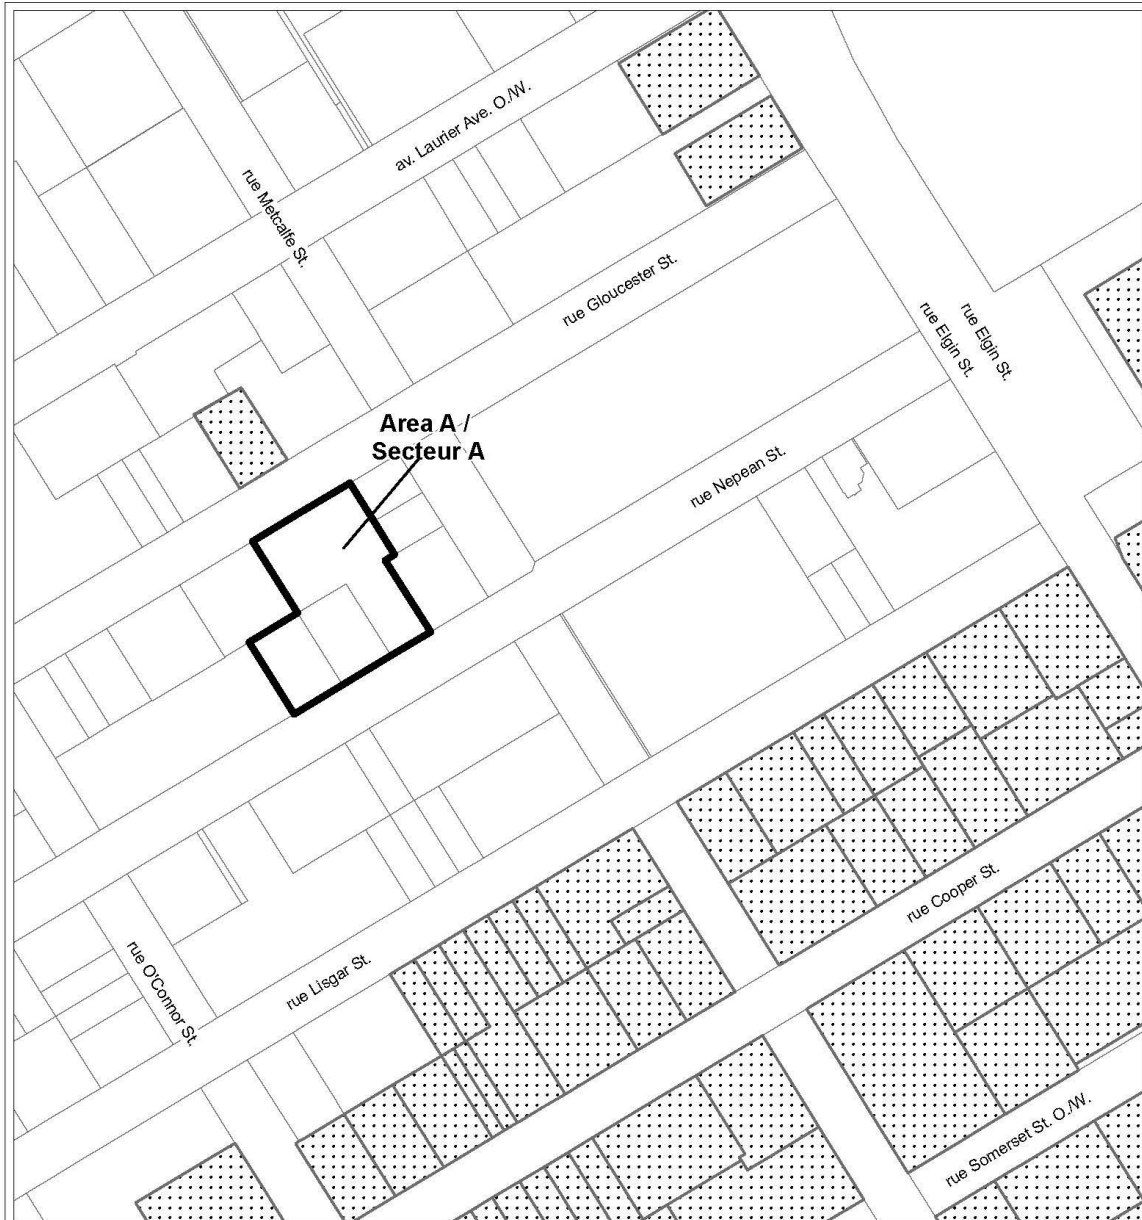 av. Laurier Ave. O./W.
rue Metcalfe St.
rue Gloucester St.
rue Elgin St.
rue Elgin St.
Area A /
Secteur A
rue Nepean St.
rue Cooper St.
rue O'Connor St.
rue Lisgar St.
rue Somerset St. O./W.